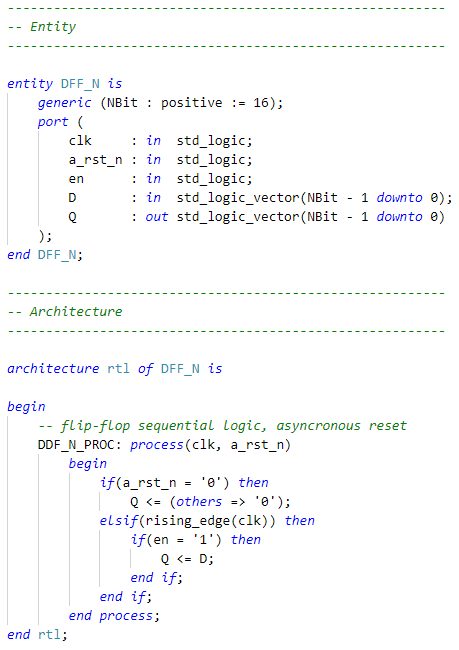 ---------------------------------------------------------
-- Entity
---------------------------------------------------------
entity DFF_N is
    generic (NBit : positive := 16);
    port (
        clk     : in  std_logic;
        a_rst_n : in  std_logic;
        en      : in  std_logic;
        D       : in  std_logic_vector(NBit - 1 downto 0);
        Q       : out std_logic_vector(NBit - 1 downto 0)
    );
end DFF_N;
---------------------------------------------------------
-- Architecture
---------------------------------------------------------
architecture rtl of DFF_N is
begin
    -- flip-flop sequential logic, asyncronous reset
    DDF_N_PROC: process(clk, a_rst_n)
        begin
            if(a_rst_n = '0') then
                Q <= (others => '0');
            elsif(rising_edge(clk)) then
                if(en = '1') then
                    Q <= D;
                end if;
            end if;
        end process;
end rtl;